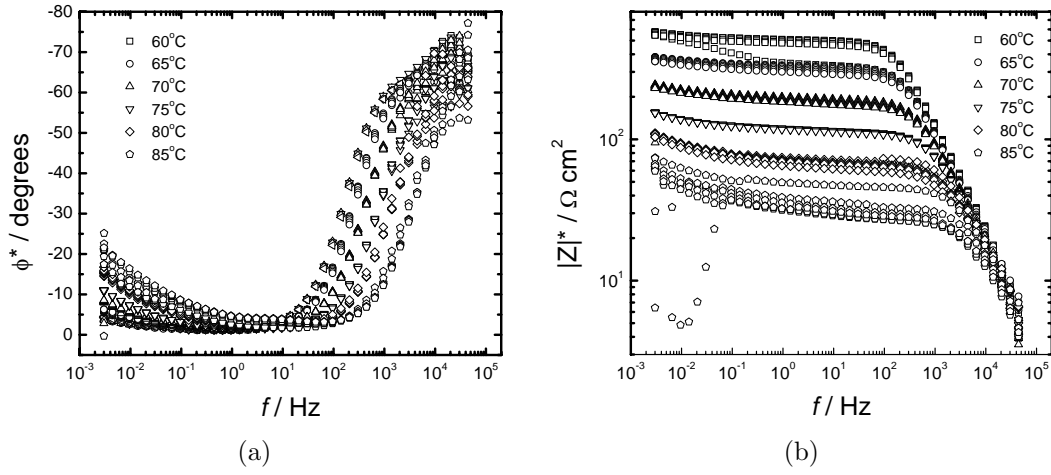 (a)
ϕ* / degrees
-80
-70
-60
-50
-40
-30
-20
-10
0
60°C
65°C
70°C
75°C
80°C
85°C
10⁻³ 10⁻² 10⁻¹ 10⁰ 10¹ 10² 10³ 10⁴ 10⁵
f / Hz
(a)
(b)
|Z|* / Ω cm²
10²
10¹
60°C
65°C
70°C
75°C
80°C
85°C
10⁻³ 10⁻² 10⁻¹ 10⁰ 10¹ 10² 10³ 10⁴ 10⁵
f / Hz
(b)